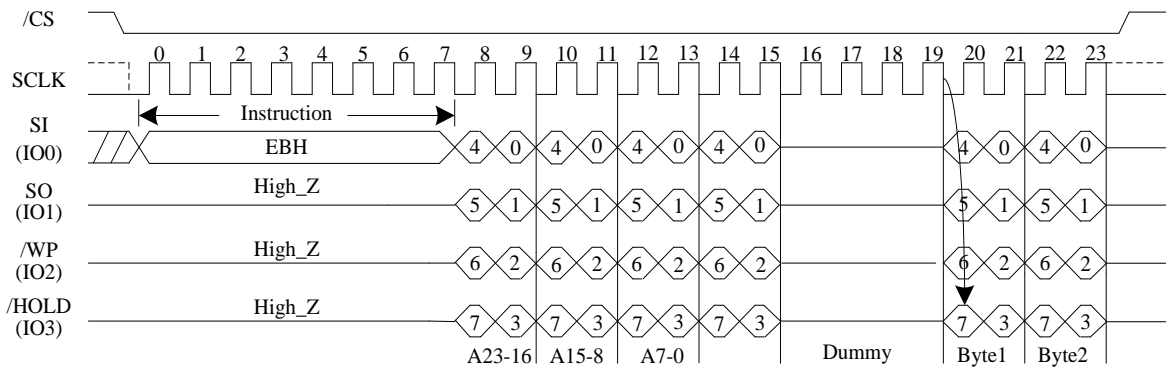 /CS
0 1 2 3 4 5 6 7 8 9 10 11 12 13 14 15 16 17 18 19 20 21 22 23
SCLK
Instruction
SI
(IO0)
EBH
4 0 4 0 4 0 4 0 4 0 4 0
High_Z
SO
(IO1)
5 1 5 1 5 1 5 1 5 1 5 1
High_Z
/WP
(IO2)
6 2 6 2 6 2 6 2 6 2 6 2
High_Z
/HOLD
(IO3)
7 3 7 3 7 3 7 3 7 3 7 3
A23-16 A15-8 A7-0 Dummy Byte1 Byte2